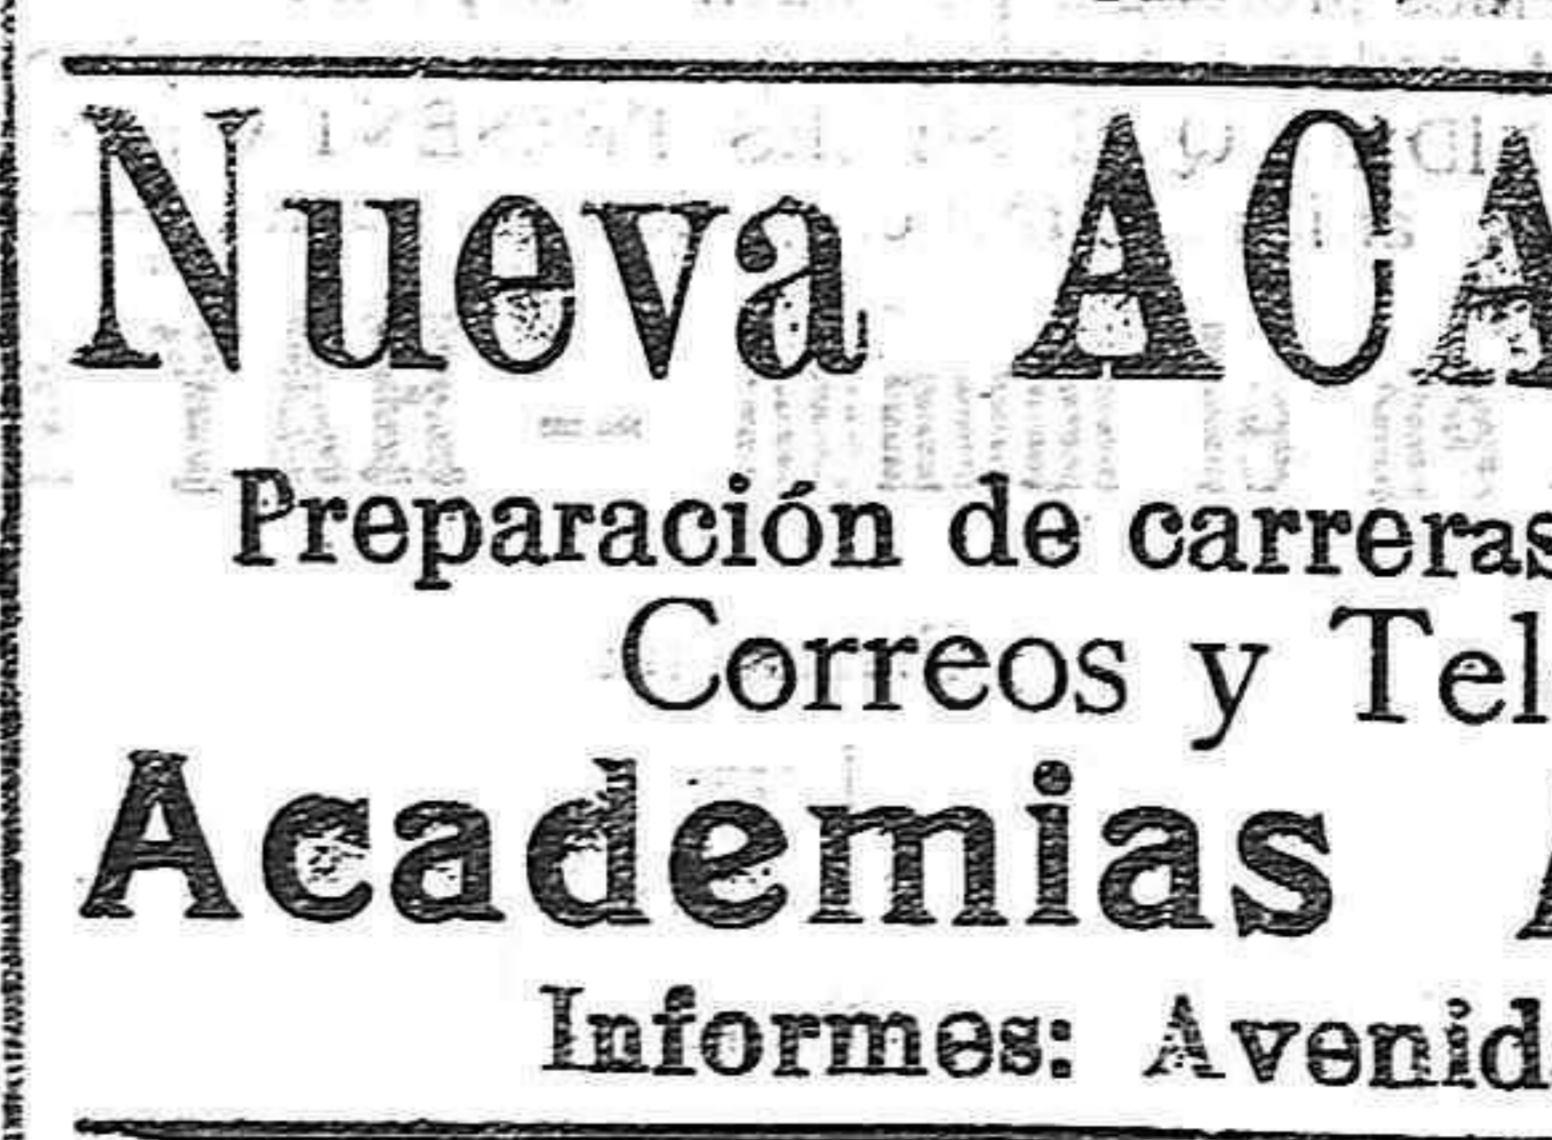 Nueva ACA
Preparación de carreras
Correos y Tel
Academias A
Informes: Avenid